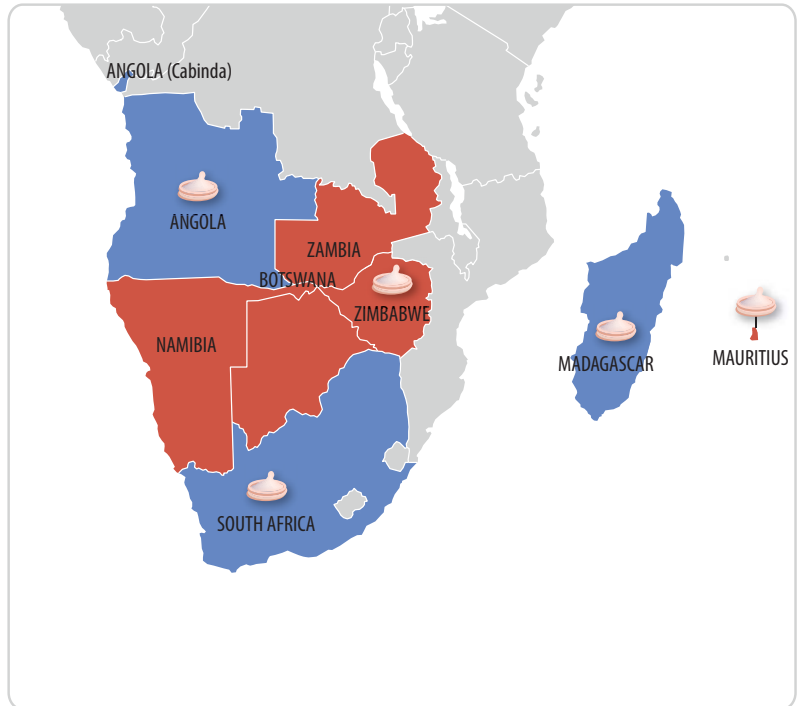 ANGOLA (Cabinda)
ANGOLA
ZAMBIA
BOTSWANA
ZIMBABWE
NAMIBIA
MADAGASCAR
MAURITIUS
SOUTH AFRICA